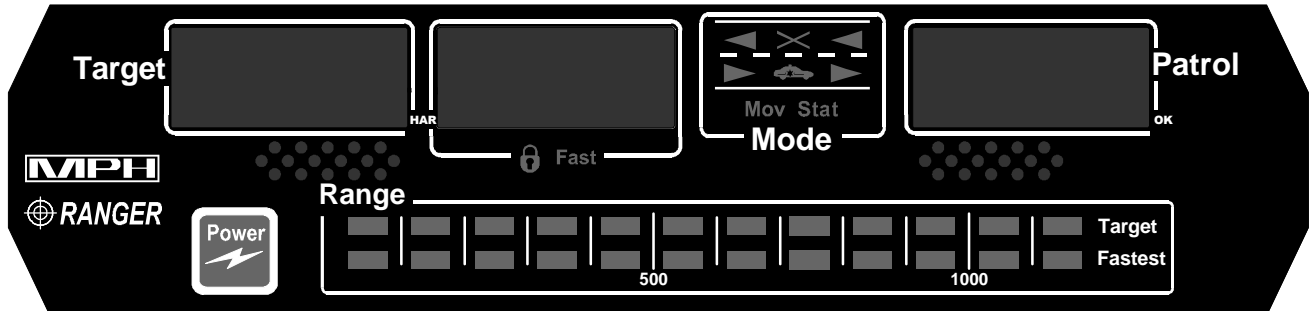 Target
Patrol
HAR
OK
Mov Stat
Mode
Fast
MPH
RANGER
Power
Range
Target
Fastest
500
1000